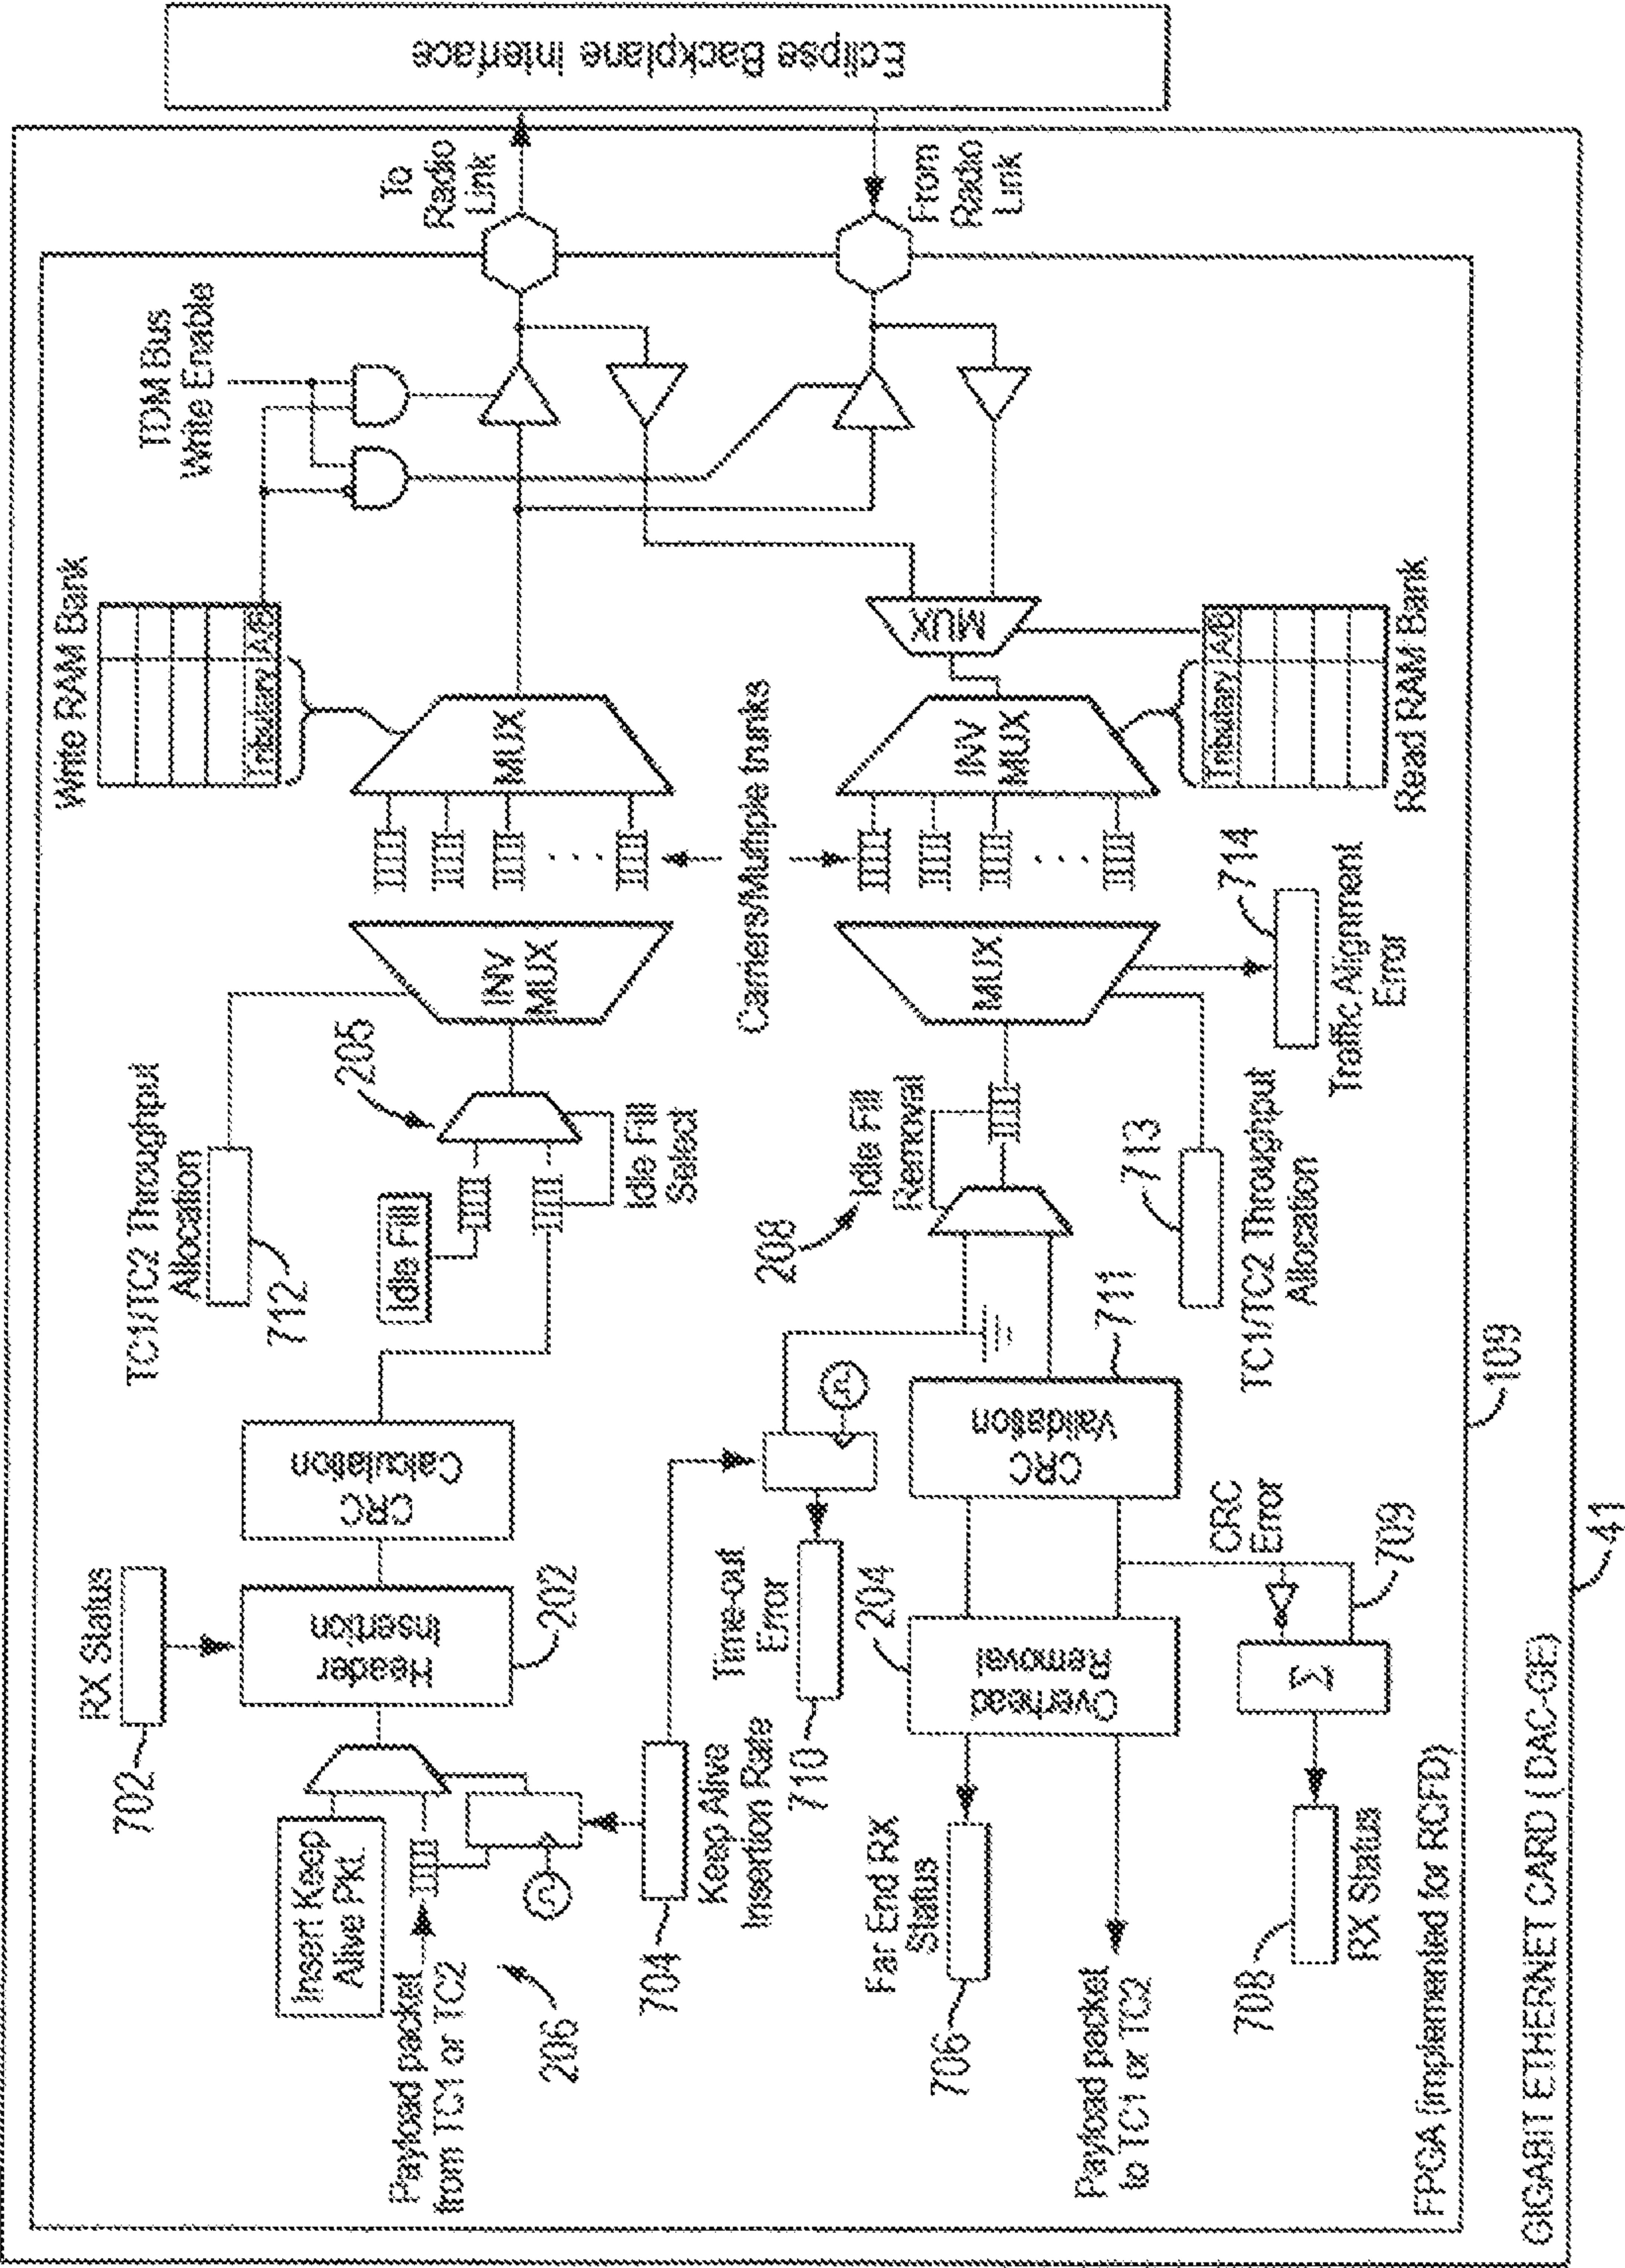 Eclipse Backplane Interface
To
Radio
Link
From
Radio
Link
TDM Bus
Write Enable
Write RAM Bank
Tributary A/B
MUX
MUX
INV
MUX
Tributary A/B
Read RAM Bank
Carriers/Multiple trunks
TC1/TC2 Throughput
Allocation
712
205
INV
MUX
MUX
714
Traffic Alignment
Error
Idle Fill
Idle Fill
Select
208
Idle Fill
Removal
713
TC1/TC2 Throughput
Allocation
RX Status
702
Header
Insertion
202
CRC
Calculation
Insert Keep
Alive Pkt.
Payload packet
from TC1 or TC2
206
704
Keep Alive
Insertion Rate
Time-out
Error
710
CRC
Validation
711
204
Overhead
Removal
CRC
Error
709
Σ
Far End RX
Status
706
Payload packet
to TC1 or TC2
708
RX Status
FPGA (implemented for RCFD)
109
GIGABIT ETHERNET CARD ( DAC-GE)
41